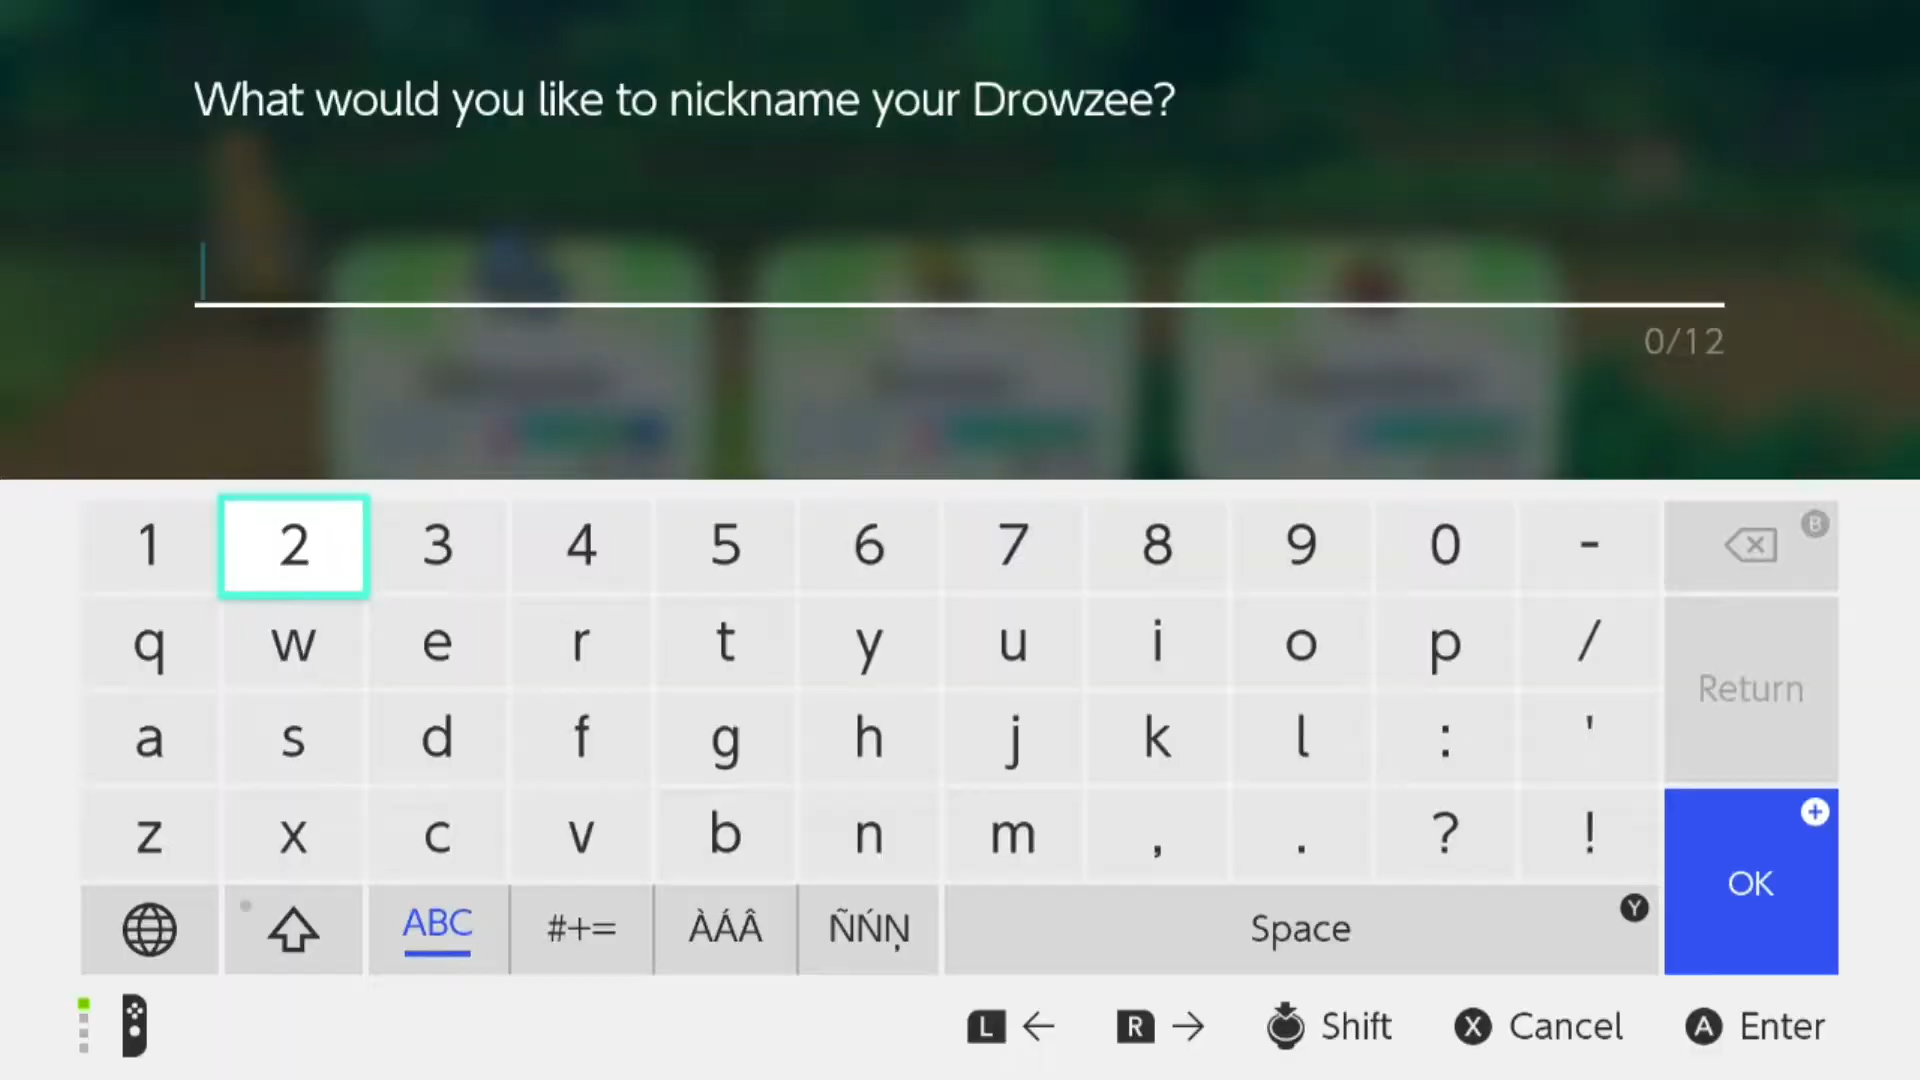 What would you like to nickname your Drowzee?
0/12
1 2 3 4 5 6 7 8 9 0 - B
q w e r t y u i o p /
Return
a s d f g h j k l : '
z x c v b n m , . ? ! +
OK
ABC #+= ÀÁÂ ÑŃŅ Space Y
L ← R → Shift X Cancel A Enter